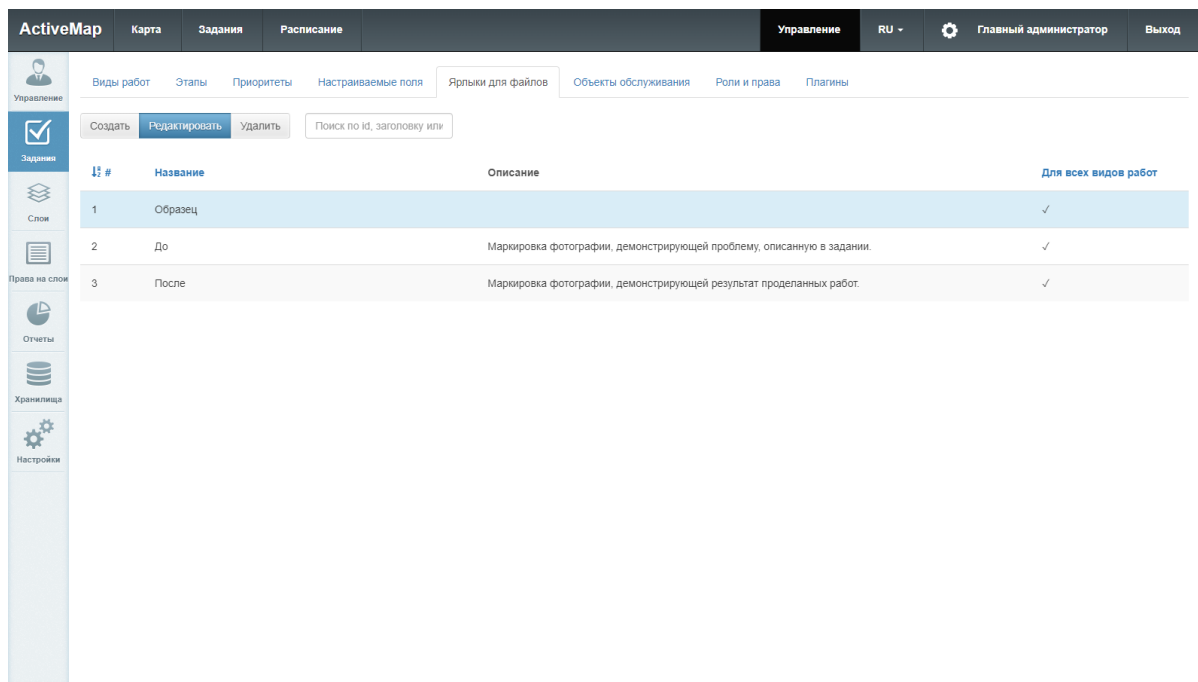 ActiveMap Карта Задания Расписание Управление RU Главный администратор Выход
Управление
Задания
Слои
Права на слои
Отчеты
Хранилища
Настройки
Виды работ Этапы Приоритеты Настраиваемые поля Ярлыки для файлов Объекты обслуживания Роли и права Плагины
Создать Редактировать Удалить Поиск по id, заголовку или
# Название Описание Для всех видов работ
1 Образец ✓
2 До Маркировка фотографии, демонстрирующей проблему, описанную в задании. ✓
3 После Маркировка фотографии, демонстрирующей результат проделанных работ. ✓